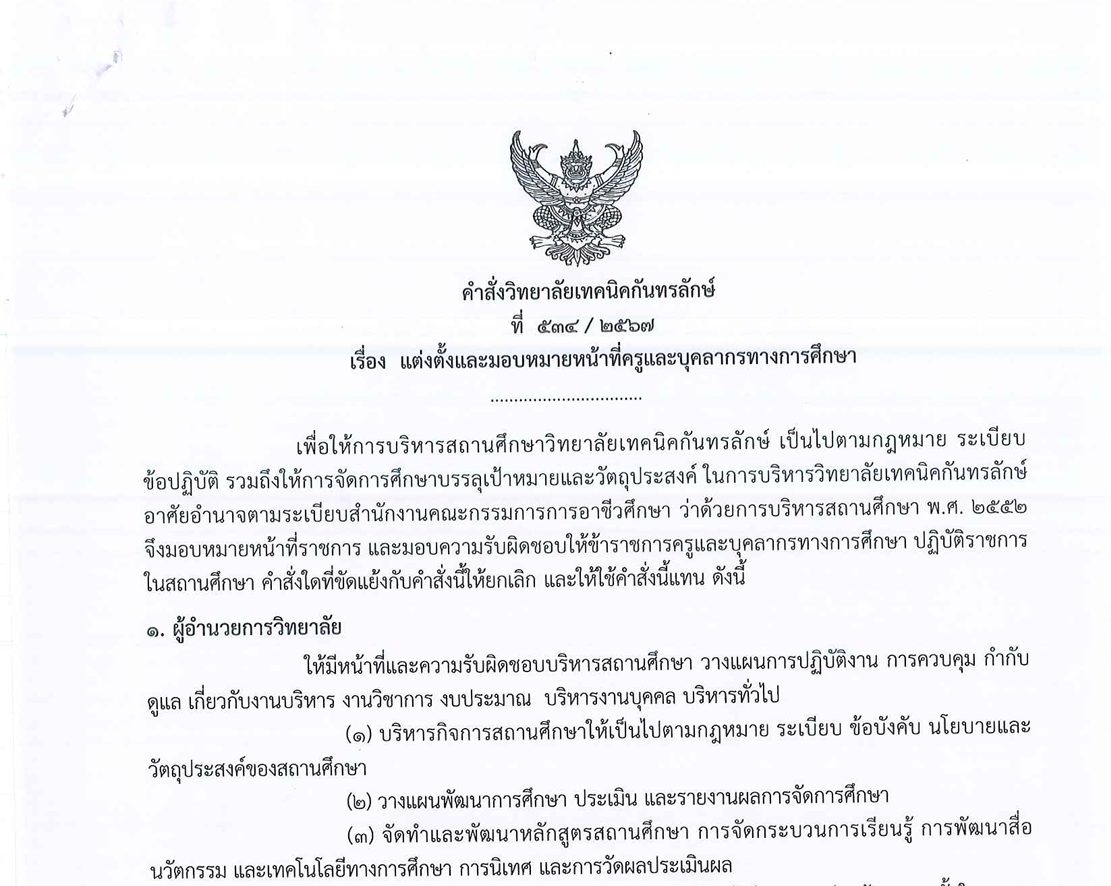 คำสั่งวิทยาลัยเทคนิคกันทรลักษ์
ที่ ๕๓๔ / ๒๕๖๗
เรื่อง แต่งตั้งและมอบหมายหน้าที่ครูและบุคลากรทางการศึกษา
.................................
เพื่อให้การบริหารสถานศึกษาวิทยาลัยเทคนิคกันทรลักษ์ เป็นไปตามกฎหมาย ระเบียบ
ข้อปฏิบัติ รวมถึงให้การจัดการศึกษาบรรลุเป้าหมายและวัตถุประสงค์ ในการบริหารวิทยาลัยเทคนิคกันทรลักษ์
อาศัยอำนาจตามระเบียบสำนักงานคณะกรรมการการอาชีวศึกษา ว่าด้วยการบริหารสถานศึกษา พ.ศ. ๒๕๕๒
จึงมอบหมายหน้าที่ราชการ และมอบความรับผิดชอบให้ข้าราชการครูและบุคลากรทางการศึกษา ปฏิบัติราชการ
ในสถานศึกษา คำสั่งใดที่ขัดแย้งกับคำสั่งนี้ให้ยกเลิก และให้ใช้คำสั่งนี้แทน ดังนี้
๑. ผู้อำนวยการวิทยาลัย
ให้มีหน้าที่และความรับผิดชอบบริหารสถานศึกษา วางแผนการปฏิบัติงาน การควบคุม กำกับ
ดูแล เกี่ยวกับงานบริหาร งานวิชาการ งบประมาณ บริหารงานบุคคล บริหารทั่วไป
(๑) บริหารกิจการสถานศึกษาให้เป็นไปตามกฎหมาย ระเบียบ ข้อบังคับ นโยบายและ
วัตถุประสงค์ของสถานศึกษา
(๒) วางแผนพัฒนาการศึกษา ประเมิน และรายงานผลการจัดการศึกษา
(๓) จัดทำและพัฒนาหลักสูตรสถานศึกษา การจัดกระบวนการเรียนรู้ การพัฒนาสื่อ
นวัตกรรม และเทคโนโลยีทางการศึกษา การนิเทศ และการวัดผลประเมินผล